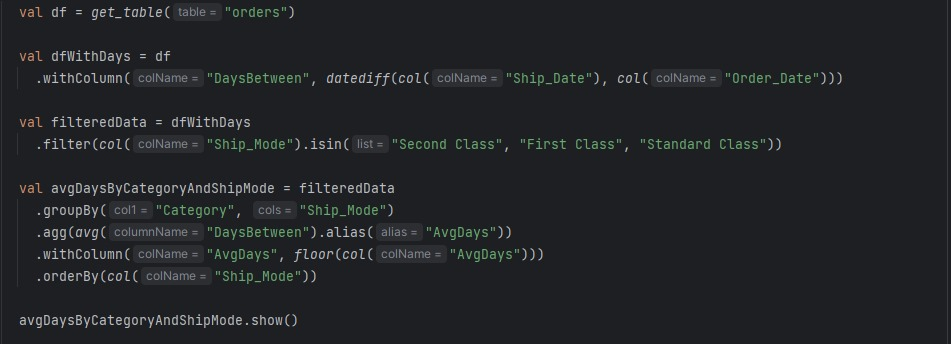 val df = get_table( table = "orders")
val dfWithDays = df
.withColumn( colName = "DaysBetween", datediff(col( colName = "Ship_Date"), col( colName = "Order_Date")))
val filteredData = dfWithDays
.filter(col( colName = "Ship_Mode").isin( list = "Second Class", "First Class", "Standard Class"))
val avgDaysByCategoryAndShipMode = filteredData
.groupBy( col1 = "Category", cols = "Ship_Mode")
.agg(avg( columnName = "DaysBetween").alias( alias = "AvgDays"))
.withColumn( colName = "AvgDays", floor(col( colName = "AvgDays")))
.orderBy(col( colName = "Ship_Mode"))
avgDaysByCategoryAndShipMode.show()